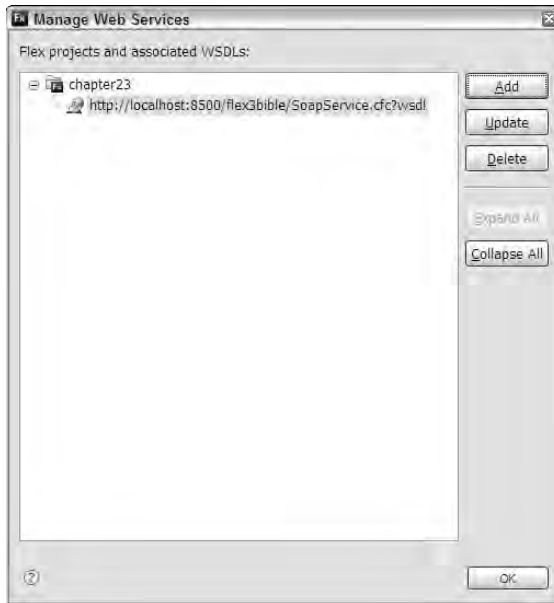 Fx Manage Web Services
Flex projects and associated WSDLs:
chapter23
http://localhost:8500/flex3bible/SoapService.cfc?wsdl
Add
Update
Delete
Expand All
Collapse All
OK